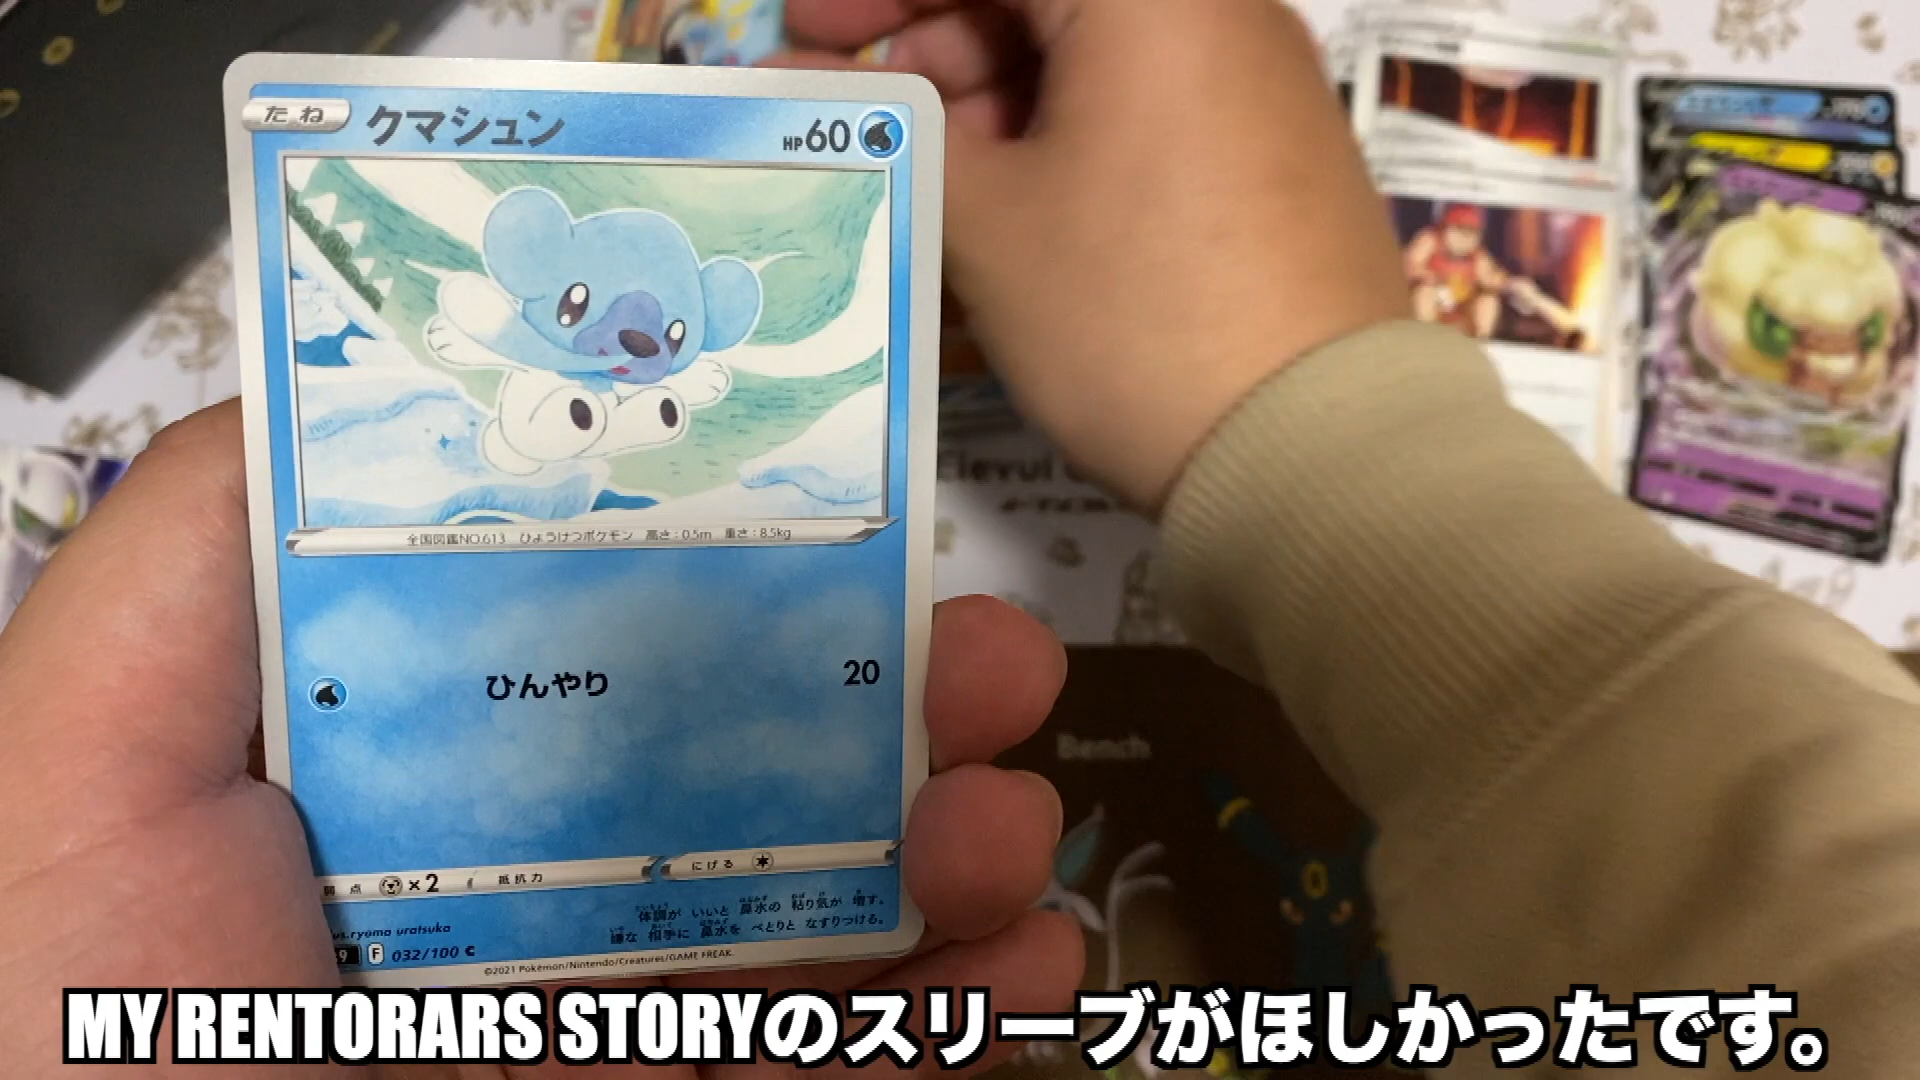 たね クマシュン HP60
全国図鑑NO.613 ひょうけつポケモン 高さ:0.5m 重さ:8.5kg
ひんやり 20
弱点 ×2 抵抗力 にげる
体調が いいと 鼻水の 粘り気が 増す。
嫌な 相手に 鼻水を べとりと なすりつける。
us.ryoma uratsuka
9 F 032/100 C
©2021 Pokémon/Nintendo/Creatures/GAME FREAK.
Bench
MY RENTORARS STORYのスリーブがほしかったです。